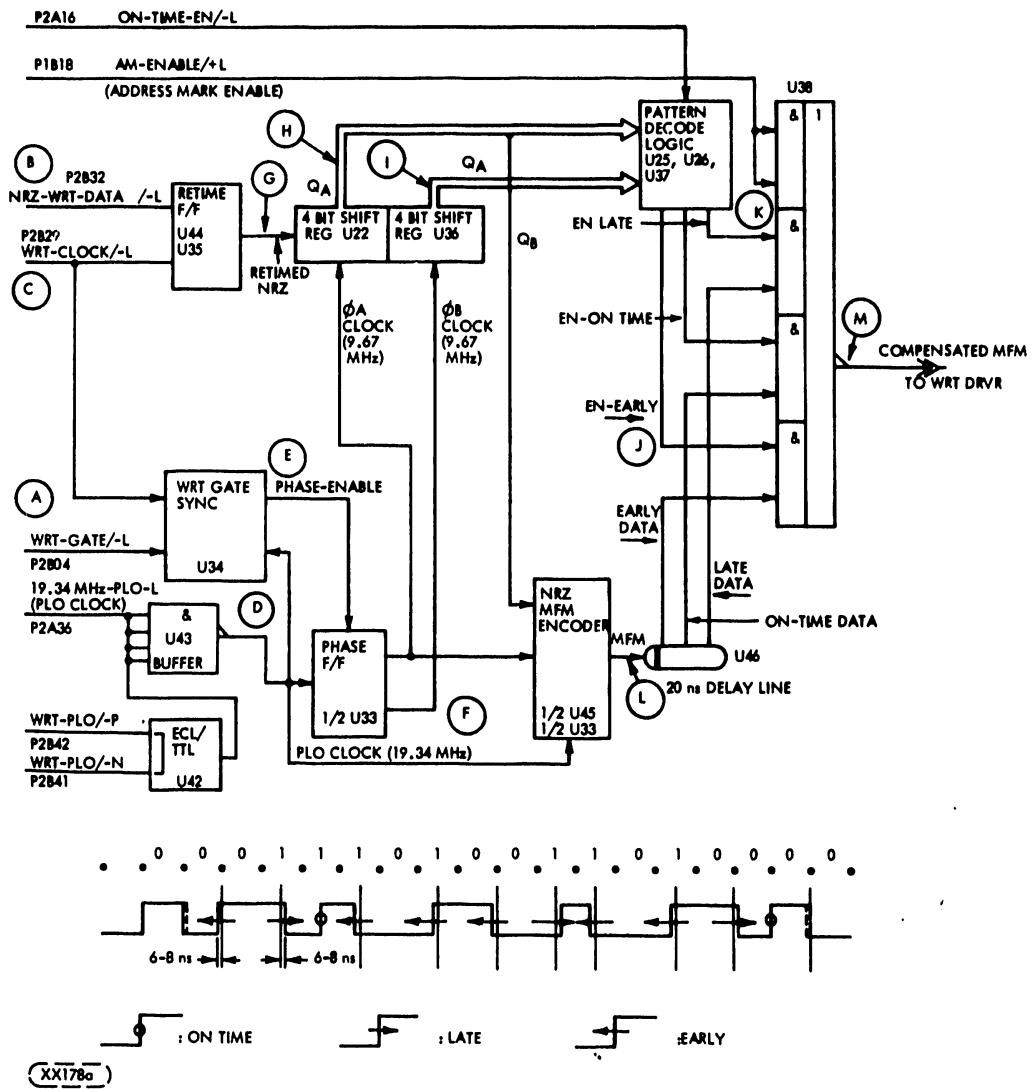 P2A16 ON-TIME-EN/-L
P1B18 AM-ENABLE/+L
(ADDRESS MARK ENABLE)
U38
& 1
&
&
&
PATTERN
DECODE
LOGIC
U25, U26,
U37
H
I
QA
QA
B
P2B32
NRZ-WRT-DATA /-L
G
RETIME
F/F
U44
U35
4 BIT SHIFT
REG U22
4 BIT SHIFT
REG U36
K
EN LATE
QB
P2B29
WRT-CLOCK/-L
RETIMED
NRZ
C
ØA
CLOCK
(9.67
MHz)
ØB
CLOCK
(9.67
MHz)
EN-ON TIME
M
COMPENSATED MFM
TO WRT DRVR
EN-EARLY
J
E
A
WRT GATE
SYNC
U34
PHASE-ENABLE
EARLY
DATA
WRT-GATE/-L
P2B04
LATE
DATA
19.34 MHz-PLO-L
(PLO CLOCK)
P2A36
&
U43
BUFFER
D
NRZ
MFM
ENCODER
1/2 U45
1/2 U33
MFM
ON-TIME DATA
U46
L
20 ns DELAY LINE
PHASE
F/F
1/2 U33
F
WRT-PLO/-P
P2B42
WRT-PLO/-N
P2B41
ECL/
TTL
U42
PLO CLOCK (19.34 MHz)
0 0 0 1 1 1 0 1 0 0 1 1 0 1 0 0 0 0
6-8 ns 6-8 ns
: ON TIME : LATE :EARLY
XX178a